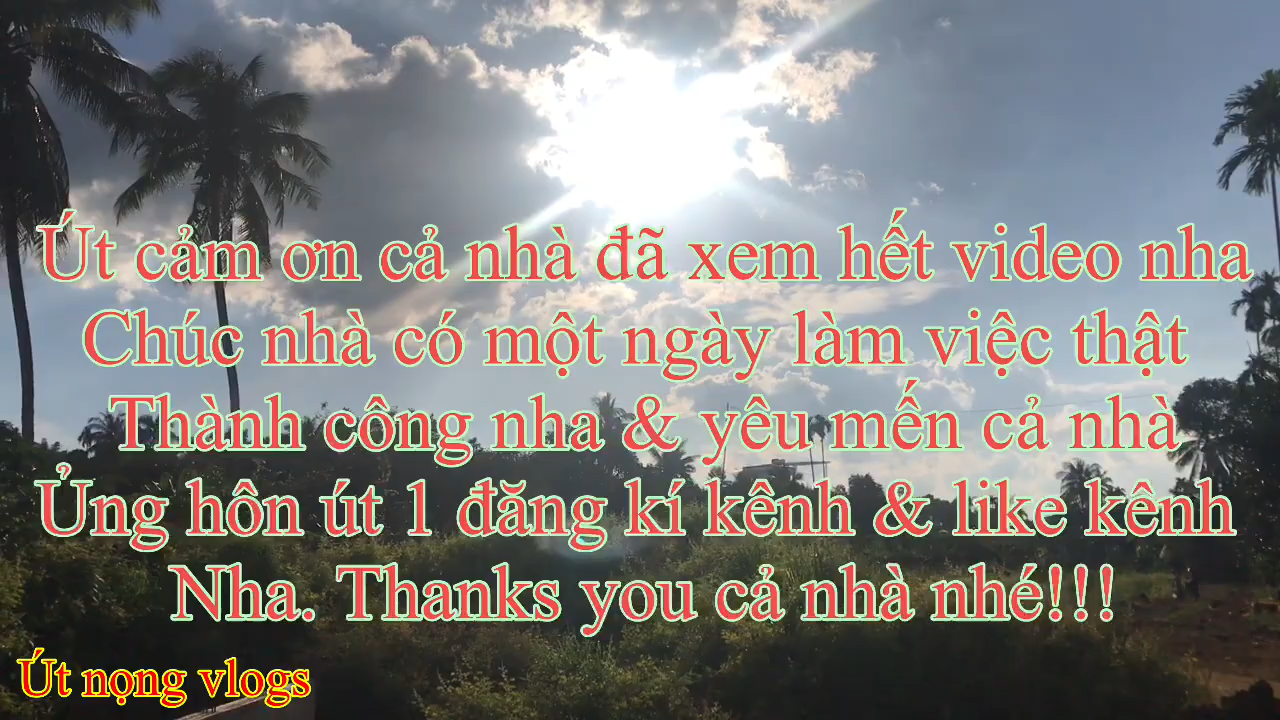 Út cảm ơn cả nhà đã xem hết video nha
Chúc nhà có một ngày làm việc thật
Thành công nha & yêu mến cả nhà
Ủng hôn út 1 đăng kí kênh & like kênh
Nha. Thanks you cả nhà nhé!!!
Út nọng vlogs